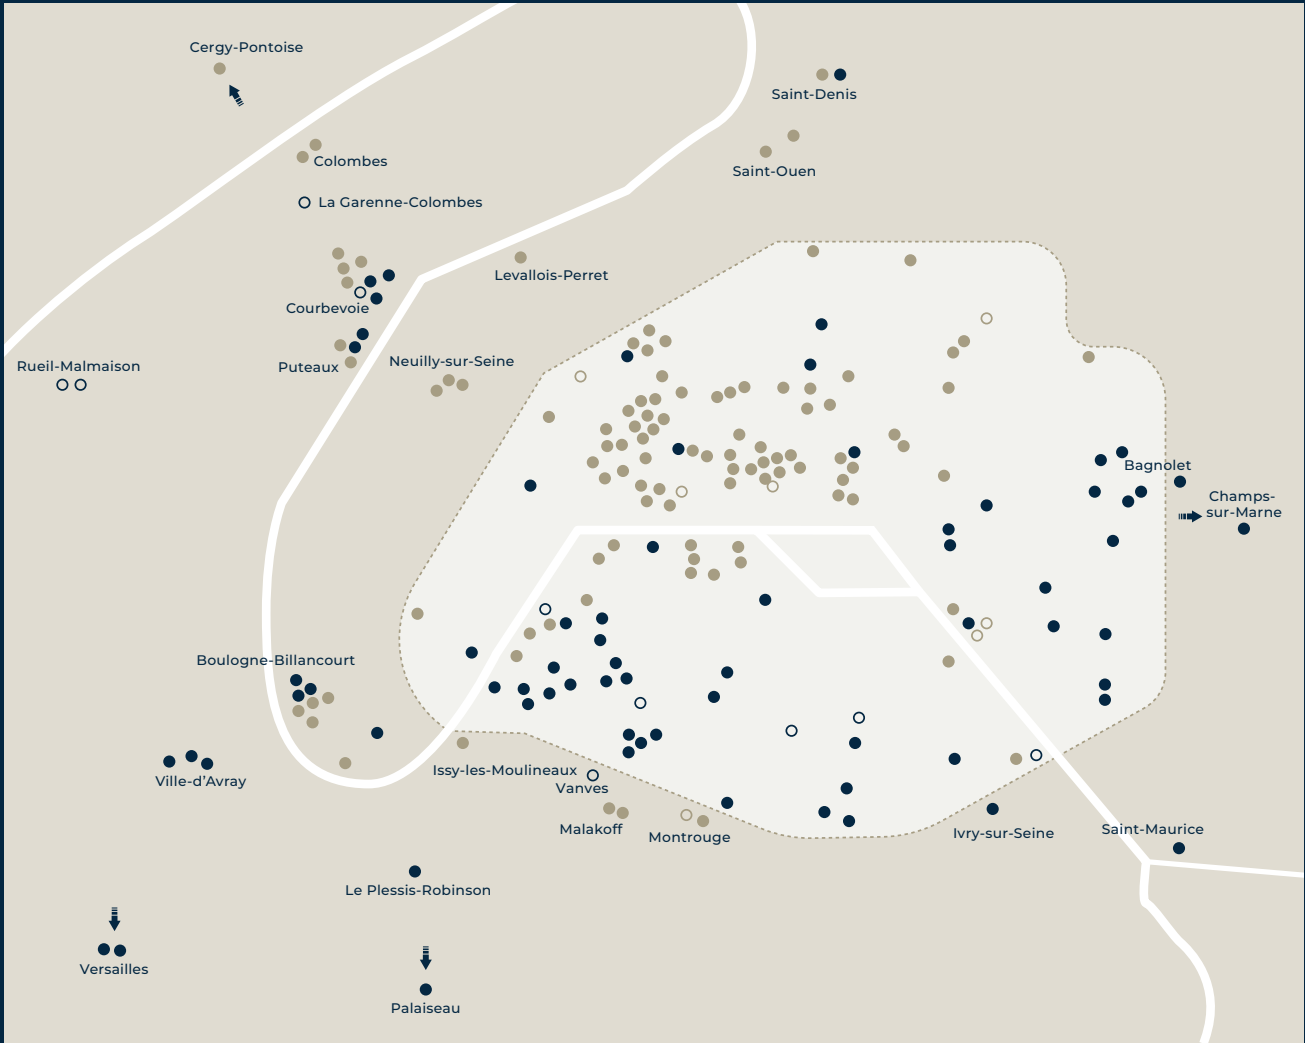 Cergy-Pontoise
Saint-Denis
Colombes
Saint-Ouen
La Garenne-Colombes
Levallois-Perret
Courbevoie
Rueil-Malmaison
Puteaux
Neuilly-sur-Seine
Bagnolet
Champs-
sur-Marne
Boulogne-Billancourt
Issy-les-Moulineaux
Ville-d’Avray
Vanves
Malakoff
Montrouge
Ivry-sur-Seine
Saint-Maurice
Le Plessis-Robinson
Versailles
Palaiseau